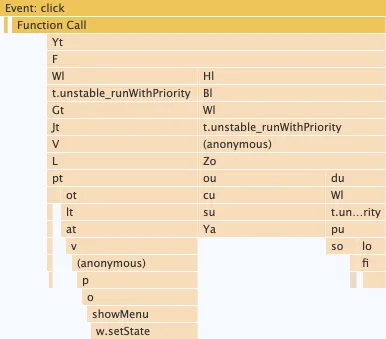 Event: click
Function Call
Yt
F
Wl Hl
t.unstable_runWithPriority Bl
Gt Wl
Jt t.unstable_runWithPriority
V (anonymous)
L Zo
pt ou du
ot cu Wl
lt su t.un…rity
at Ya pu
v so lo
(anonymous) fi
p
o
showMenu
w.setState